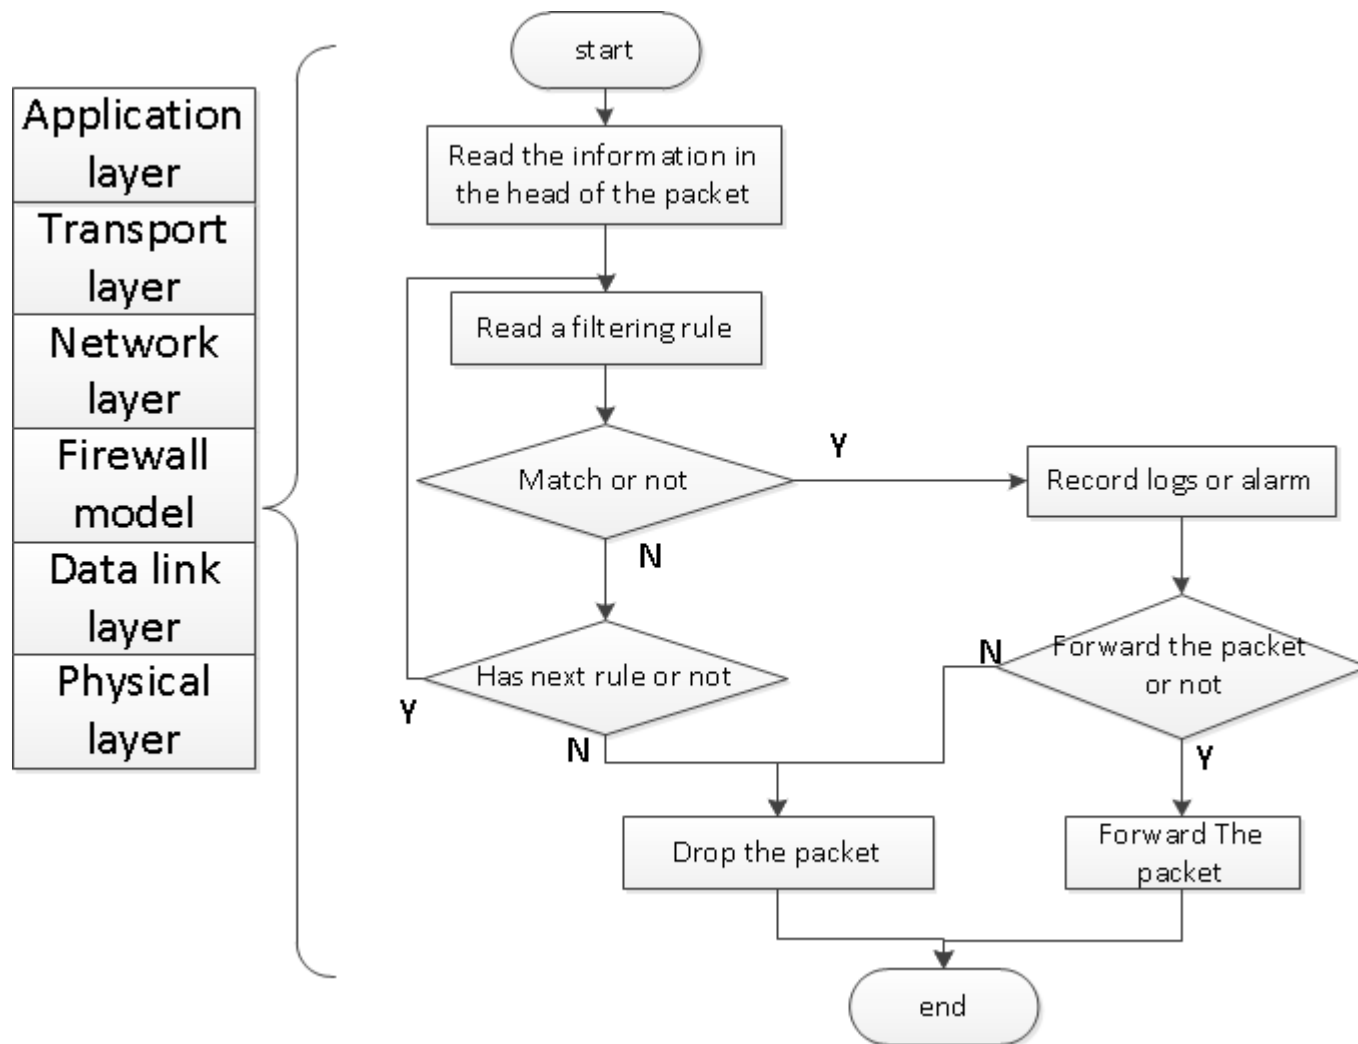 Application
layer
Transport
layer
Network
layer
Firewall
model
Data link
layer
Physical
layer
start
Read the information in
the head of the packet
Read a filtering rule
Match or not
Y
Record logs or alarm
N
Has next rule or not
Y
N
Forward the packet
or not
N
Y
Drop the packet
Forward The
packet
end